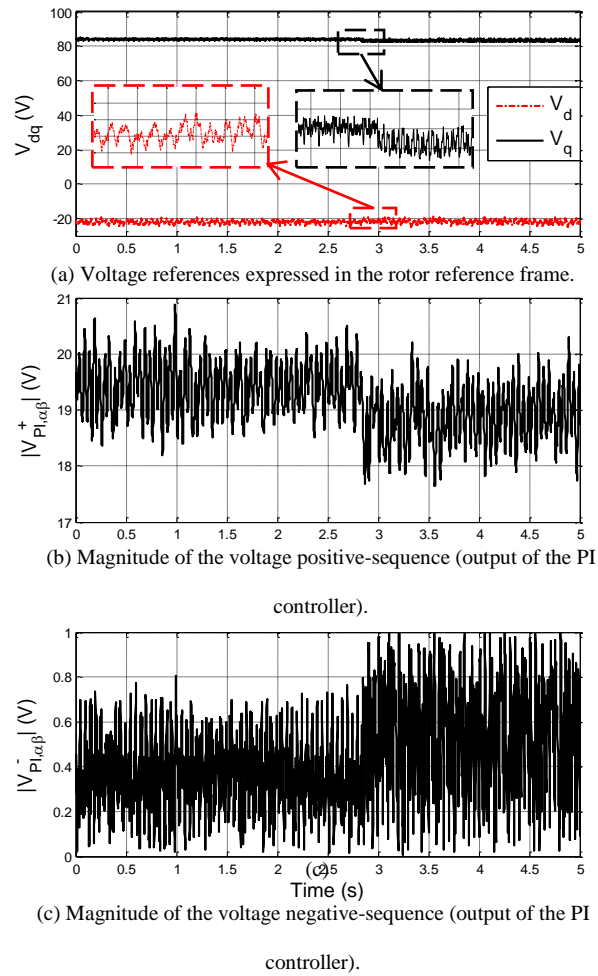 100
80
60
40
20
0
-20
V_dq (V)
V_d
V_q
0 0.5 1 1.5 2 2.5 3 3.5 4 4.5 5
(a) Voltage references expressed in the rotor reference frame.
21
20
19
18
17
|V^+_PI,αβ| (V)
0 0.5 1 1.5 2 2.5 3 3.5 4 4.5 5
(b) Magnitude of the voltage positive-sequence (output of the PI
controller).
1
0.8
0.6
0.4
0.2
0
|V^-_PI,αβ| (V)
0 0.5 1 1.5 2 2.5 3 3.5 4 4.5 5
(c)
Time (s)
(c) Magnitude of the voltage negative-sequence (output of the PI
controller).